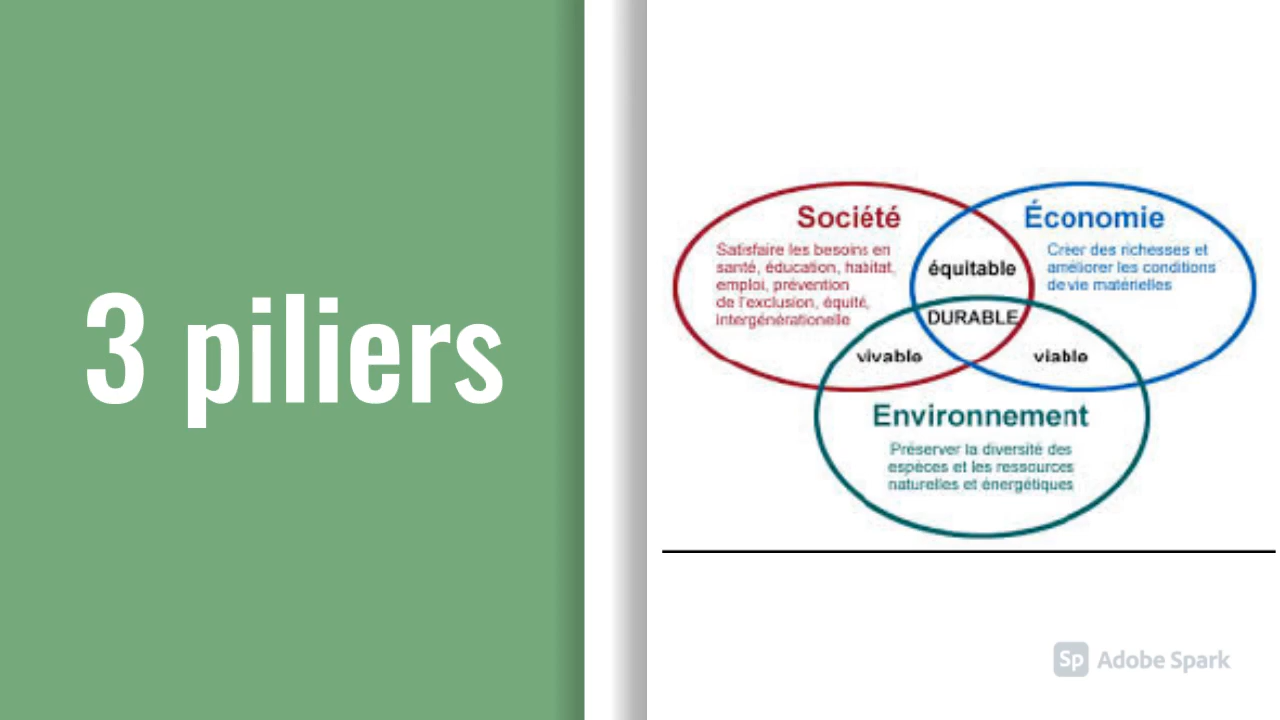 3 piliers
Société
Satisfaire les besoins en
santé, éducation, habitat,
emploi, prévention
de l'exclusion, équité,
intergénérationelle
équitable
Économie
Créer des richesses et
améliorer les conditions
de vie matérielles
DURABLE
vivable
viable
Environnement
Préserver la diversité des
espèces et les ressources
naturelles et énergétiques
Sp Adobe Spark